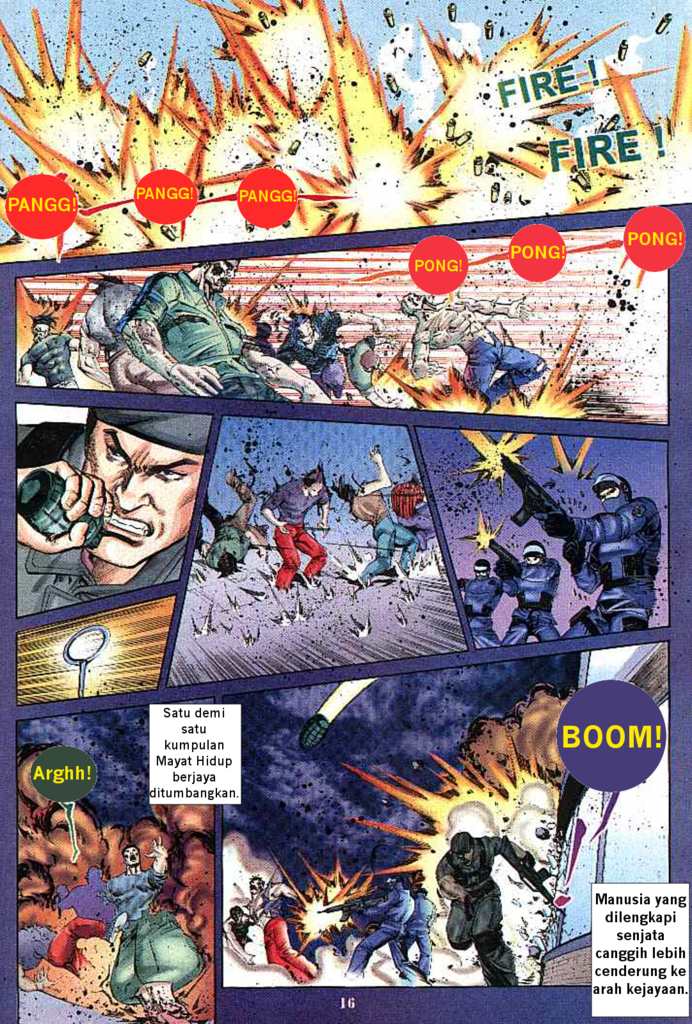 FIRE !
FIRE !
PANGG!
PANGG!
PANGG!
PONG!
PONG!
PONG!
Satu demi
satu
kumpulan
Mayat Hidup
berjaya
ditumbangkan.
Arghh!
BOOM!
Manusia yang
dilengkapi
senjata
canggih lebih
cenderung ke
arah kejayaan.
16